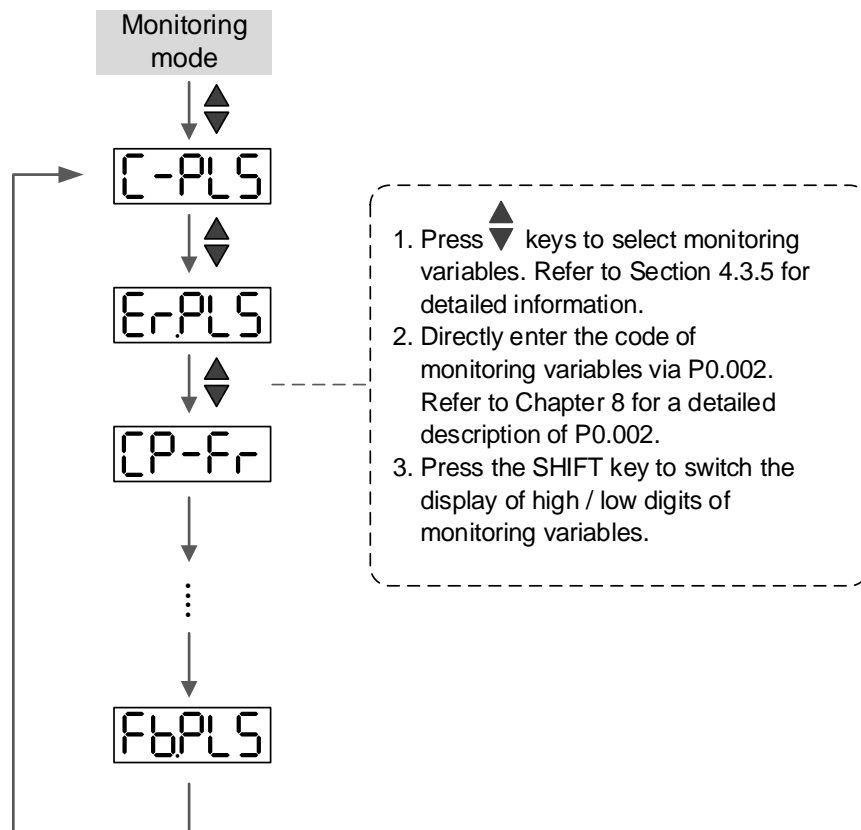 Monitoring
mode
C-PLS
Er.PLS
CP-Fr
Fb.PLS
1. Press ▲▼ keys to select monitoring
variables. Refer to Section 4.3.5 for
detailed information.
2. Directly enter the code of
monitoring variables via P0.002.
Refer to Chapter 8 for a detailed
description of P0.002.
3. Press the SHIFT key to switch the
display of high / low digits of
monitoring variables.